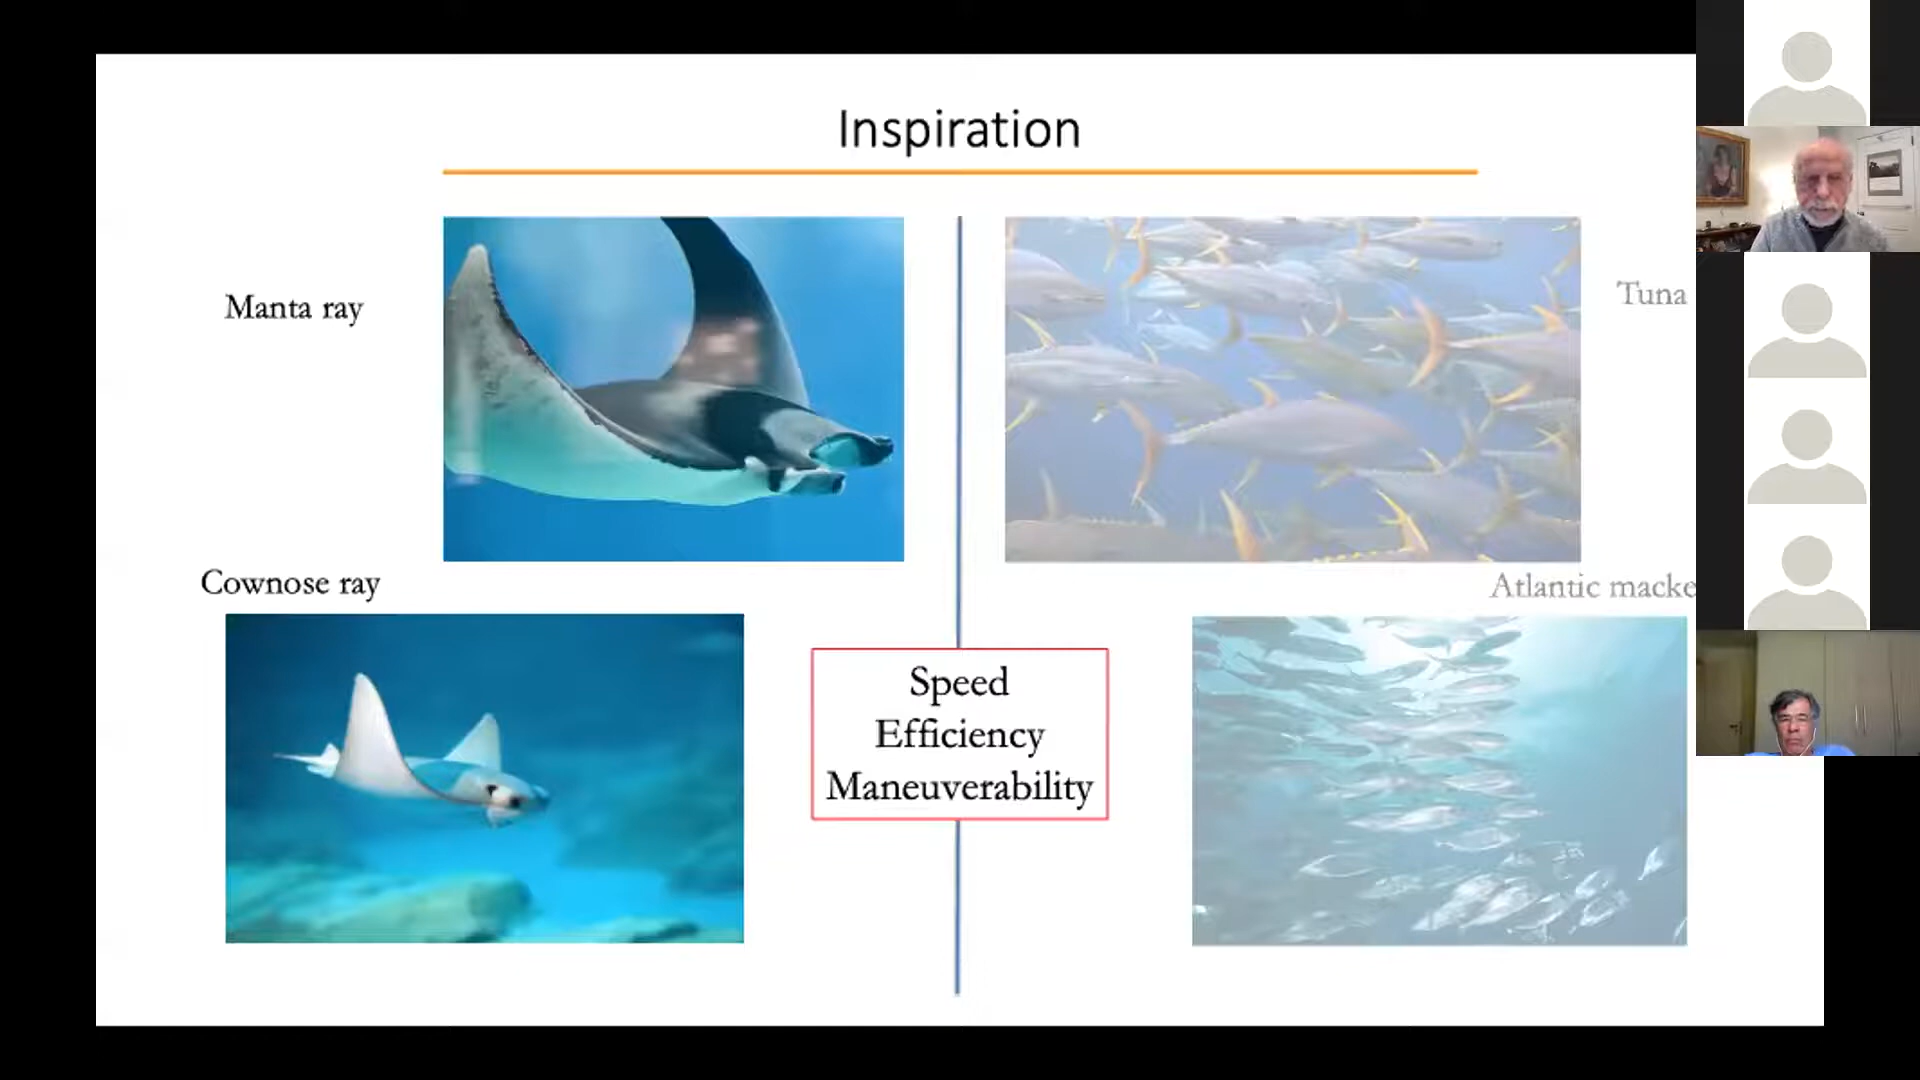 Inspiration
Manta ray
Tuna
Cownose ray
Atlantic macke
Speed
Efficiency
Maneuverability